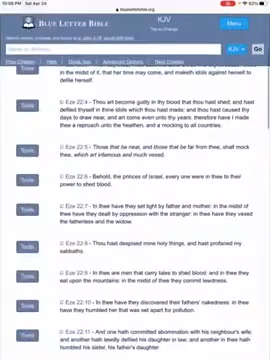 10:08 PM Sat Apr 24
blueletterbible.org
BLUE LETTER BIBLE
KJV
Tap to Change
Menu
KJV
Go
Prev Chapter
Help
Quick Nav
Advanced Options
Next Chapter
Tools
in the midst of it, that her time may come, and maketh idols against herself to
defile herself.
Tools
Eze 22:4 - Thou art become guilty in thy blood that thou hast shed; and hast
defiled thyself in thine idols which thou hast made; and thou hast caused thy
days to draw near, and art come even unto thy years: therefore have I made
thee a reproach unto the heathen, and a mocking to all countries.
Tools
Eze 22:5 - Those that be near, and those that be far from thee, shall mock
thee, which art infamous and much vexed.
Tools
Eze 22:6 - Behold, the princes of Israel, every one were in thee to their
power to shed blood.
Tools
Eze 22:7 - In thee have they set light by father and mother: in the midst of
thee have they dealt by oppression with the stranger: in thee have they vexed
the fatherless and the widow.
Tools
Eze 22:8 - Thou hast despised mine holy things, and hast profaned my
sabbaths.
Tools
Eze 22:9 - In thee are men that carry tales to shed blood: and in thee they
eat upon the mountains: in the midst of thee they commit lewdness.
Tools
Eze 22:10 - In thee have they discovered their fathers' nakedness: in thee
have they humbled her that was set apart for pollution.
Tools
Eze 22:11 - And one hath committed abomination with his neighbour's wife;
and another hath lewdly defiled his daughter in law; and another in thee hath
humbled his sister, his father's daughter.